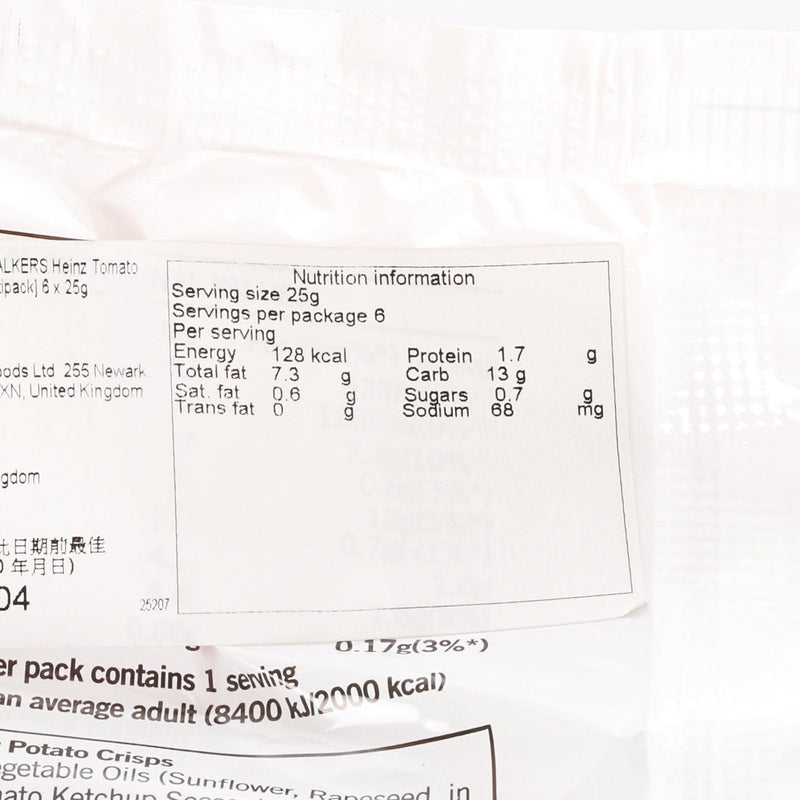 ALKERS Heinz Tomato
ipack] 6 x 25g
oods Ltd 255 Newark
XN, United Kingdom
gdom
比日期前最佳
年月日)
04
25207
Nutrition information
Serving size 25g
Servings per package 6
Per serving
Energy 128 kcal Protein 1.7 g
Total fat 7.3 g Carb 13 g
Sat. fat 0.6 g Sugars 0.7 g
Trans fat 0 g Sodium 68 mg
0.17g(3%*)
er pack contains 1 serving
an average adult (8400 kJ/2000 kcal)
Potato Crisps
egetable Oils (Sunflower, Rapeseed, in
ato Ketchup